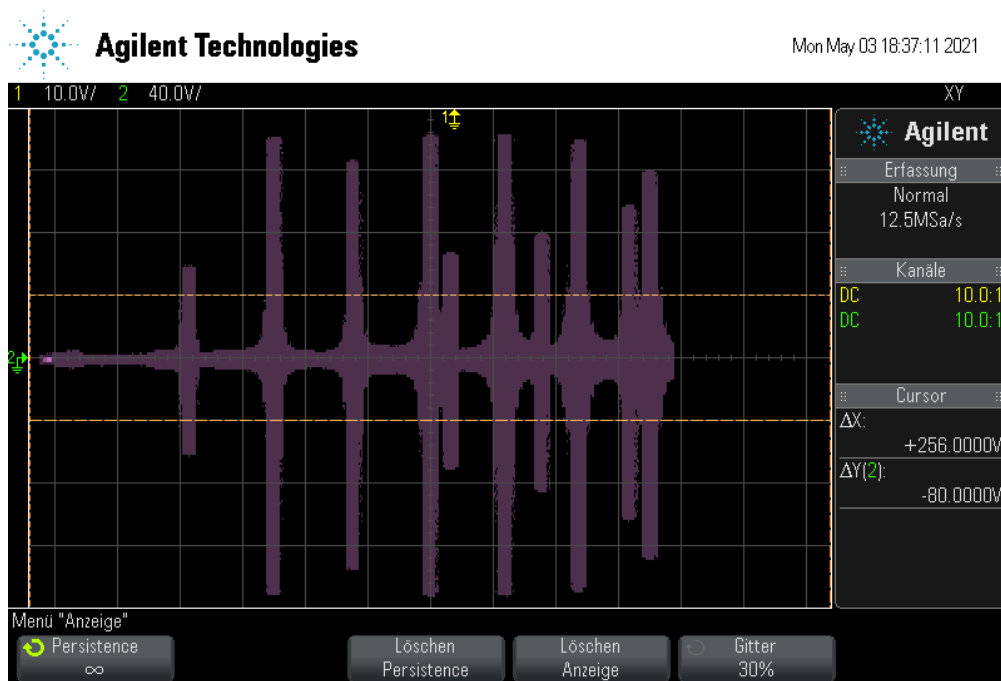 Agilent Technologies
Mon May 03 18:37:11 2021
1 10.0V/ 2 40.0V/ XY
1
Agilent
Erfassung
Normal
12.5MSa/s
Kanäle
DC 10.0:1
DC 10.0:1
2
Cursor
ΔX:
+256.0000V
ΔY(2):
-80.0000V
Menü "Anzeige"
Persistence
∞
Löschen
Persistence
Löschen
Anzeige
Gitter
30%